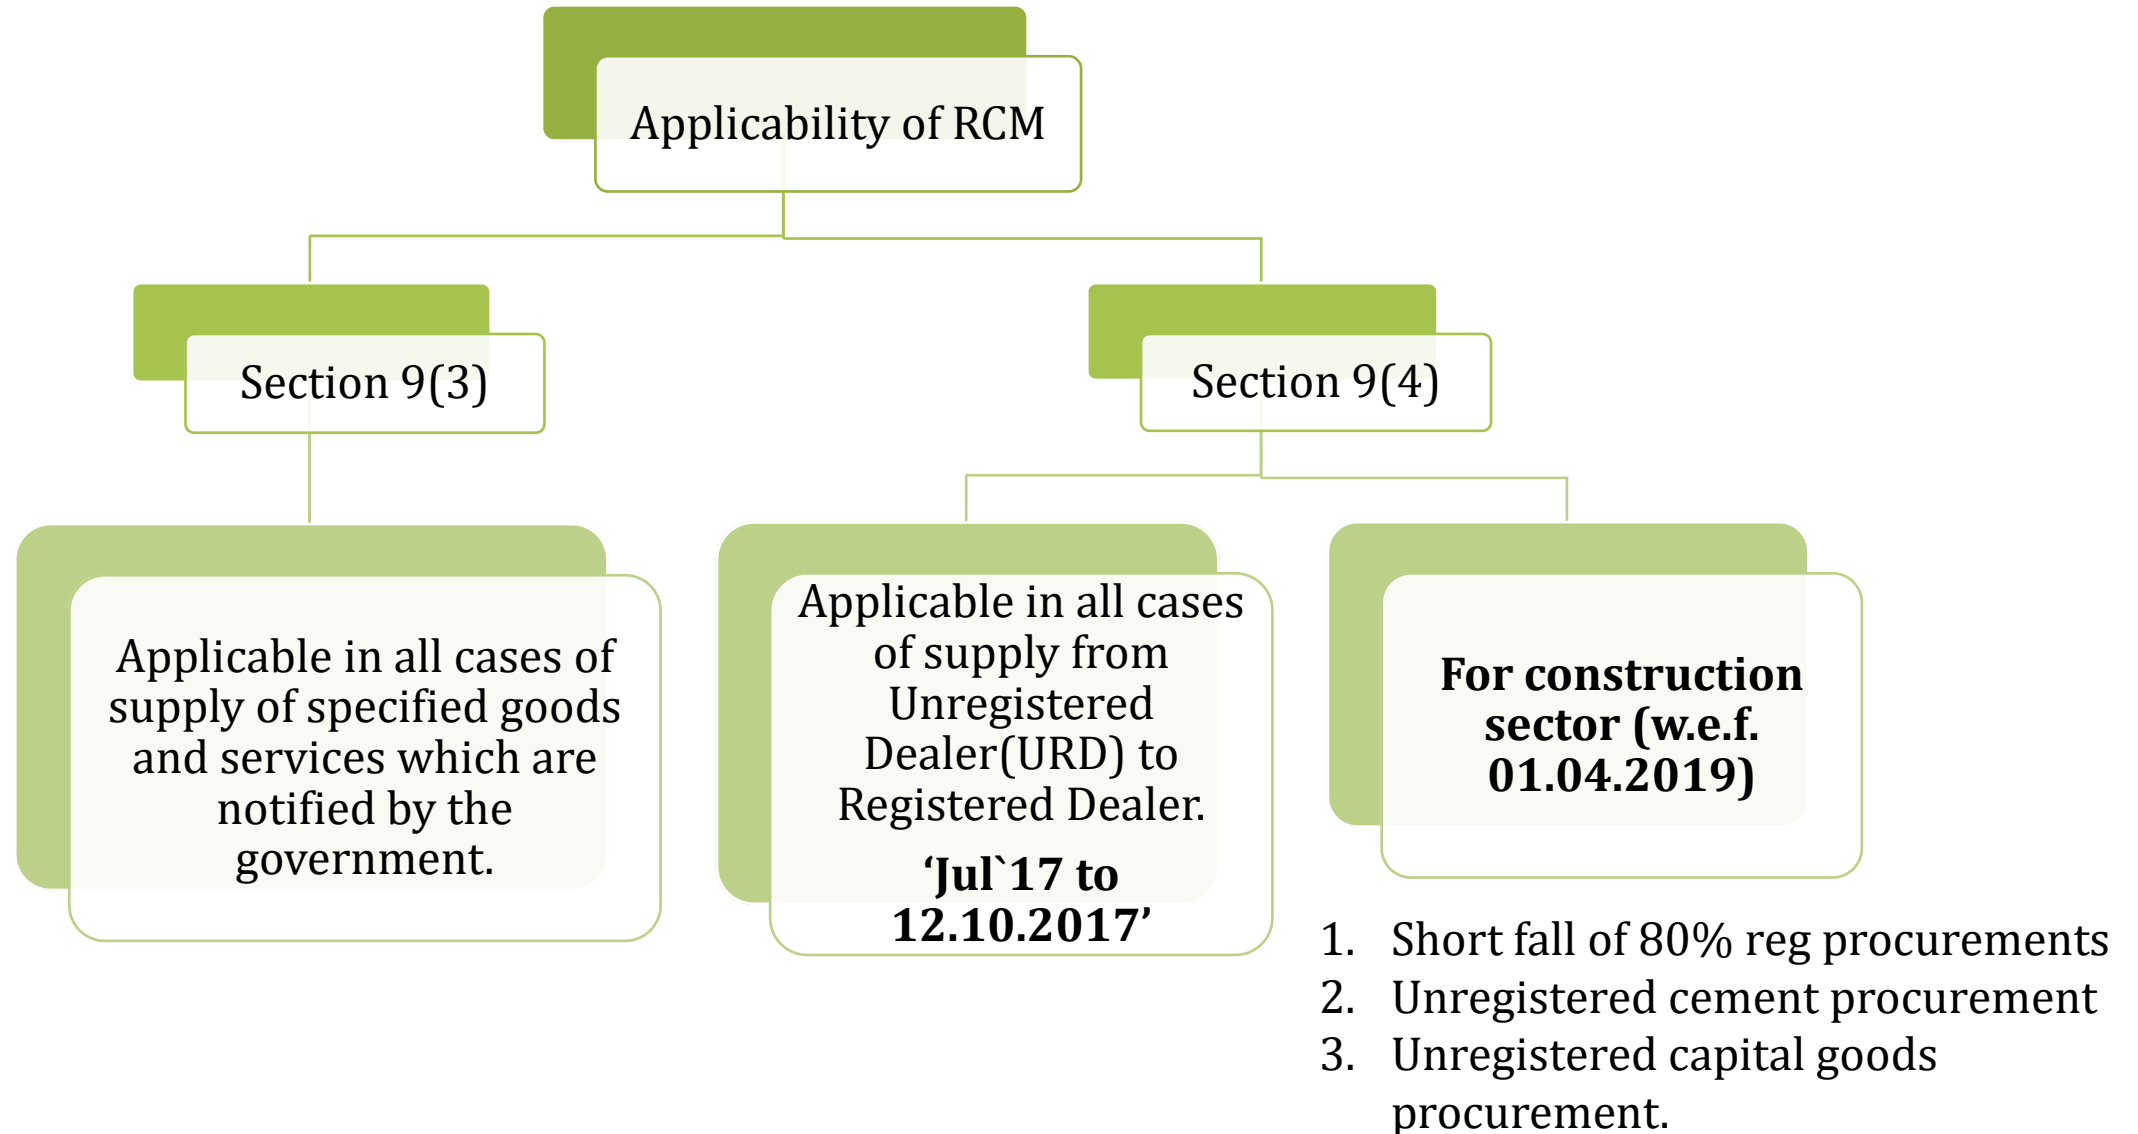 Applicability of RCM
Section 9(3)
Section 9(4)
Applicable in all cases of
supply of specified goods
and services which are
notified by the
government.
Applicable in all cases
of supply from
Unregistered
Dealer(URD) to
Registered Dealer.
‘Jul`17 to
12.10.2017’
For construction
sector (w.e.f.
01.04.2019)
1. Short fall of 80% reg procurements
2. Unregistered cement procurement
3. Unregistered capital goods
procurement.